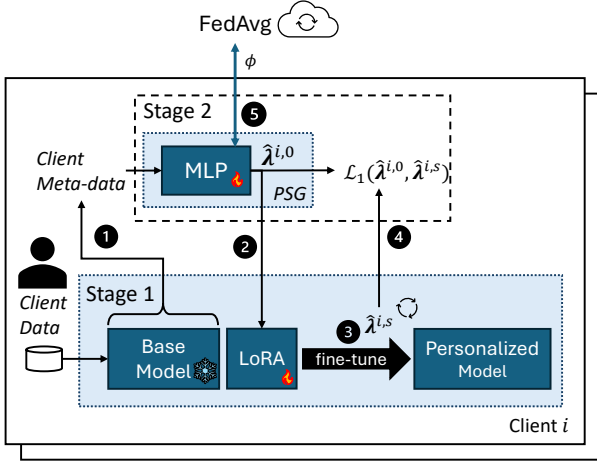 FedAvg
ϕ
Stage 2
5
Client
Meta-data
MLP
λ̂^{i,0}
PSG
ℒ₁(λ̂^{i,0}, λ̂^{i,s})
1
2
4
Client
Data
Stage 1
Base
Model
LoRA
3
λ̂^{i,s}
fine-tune
Personalized
Model
Client i